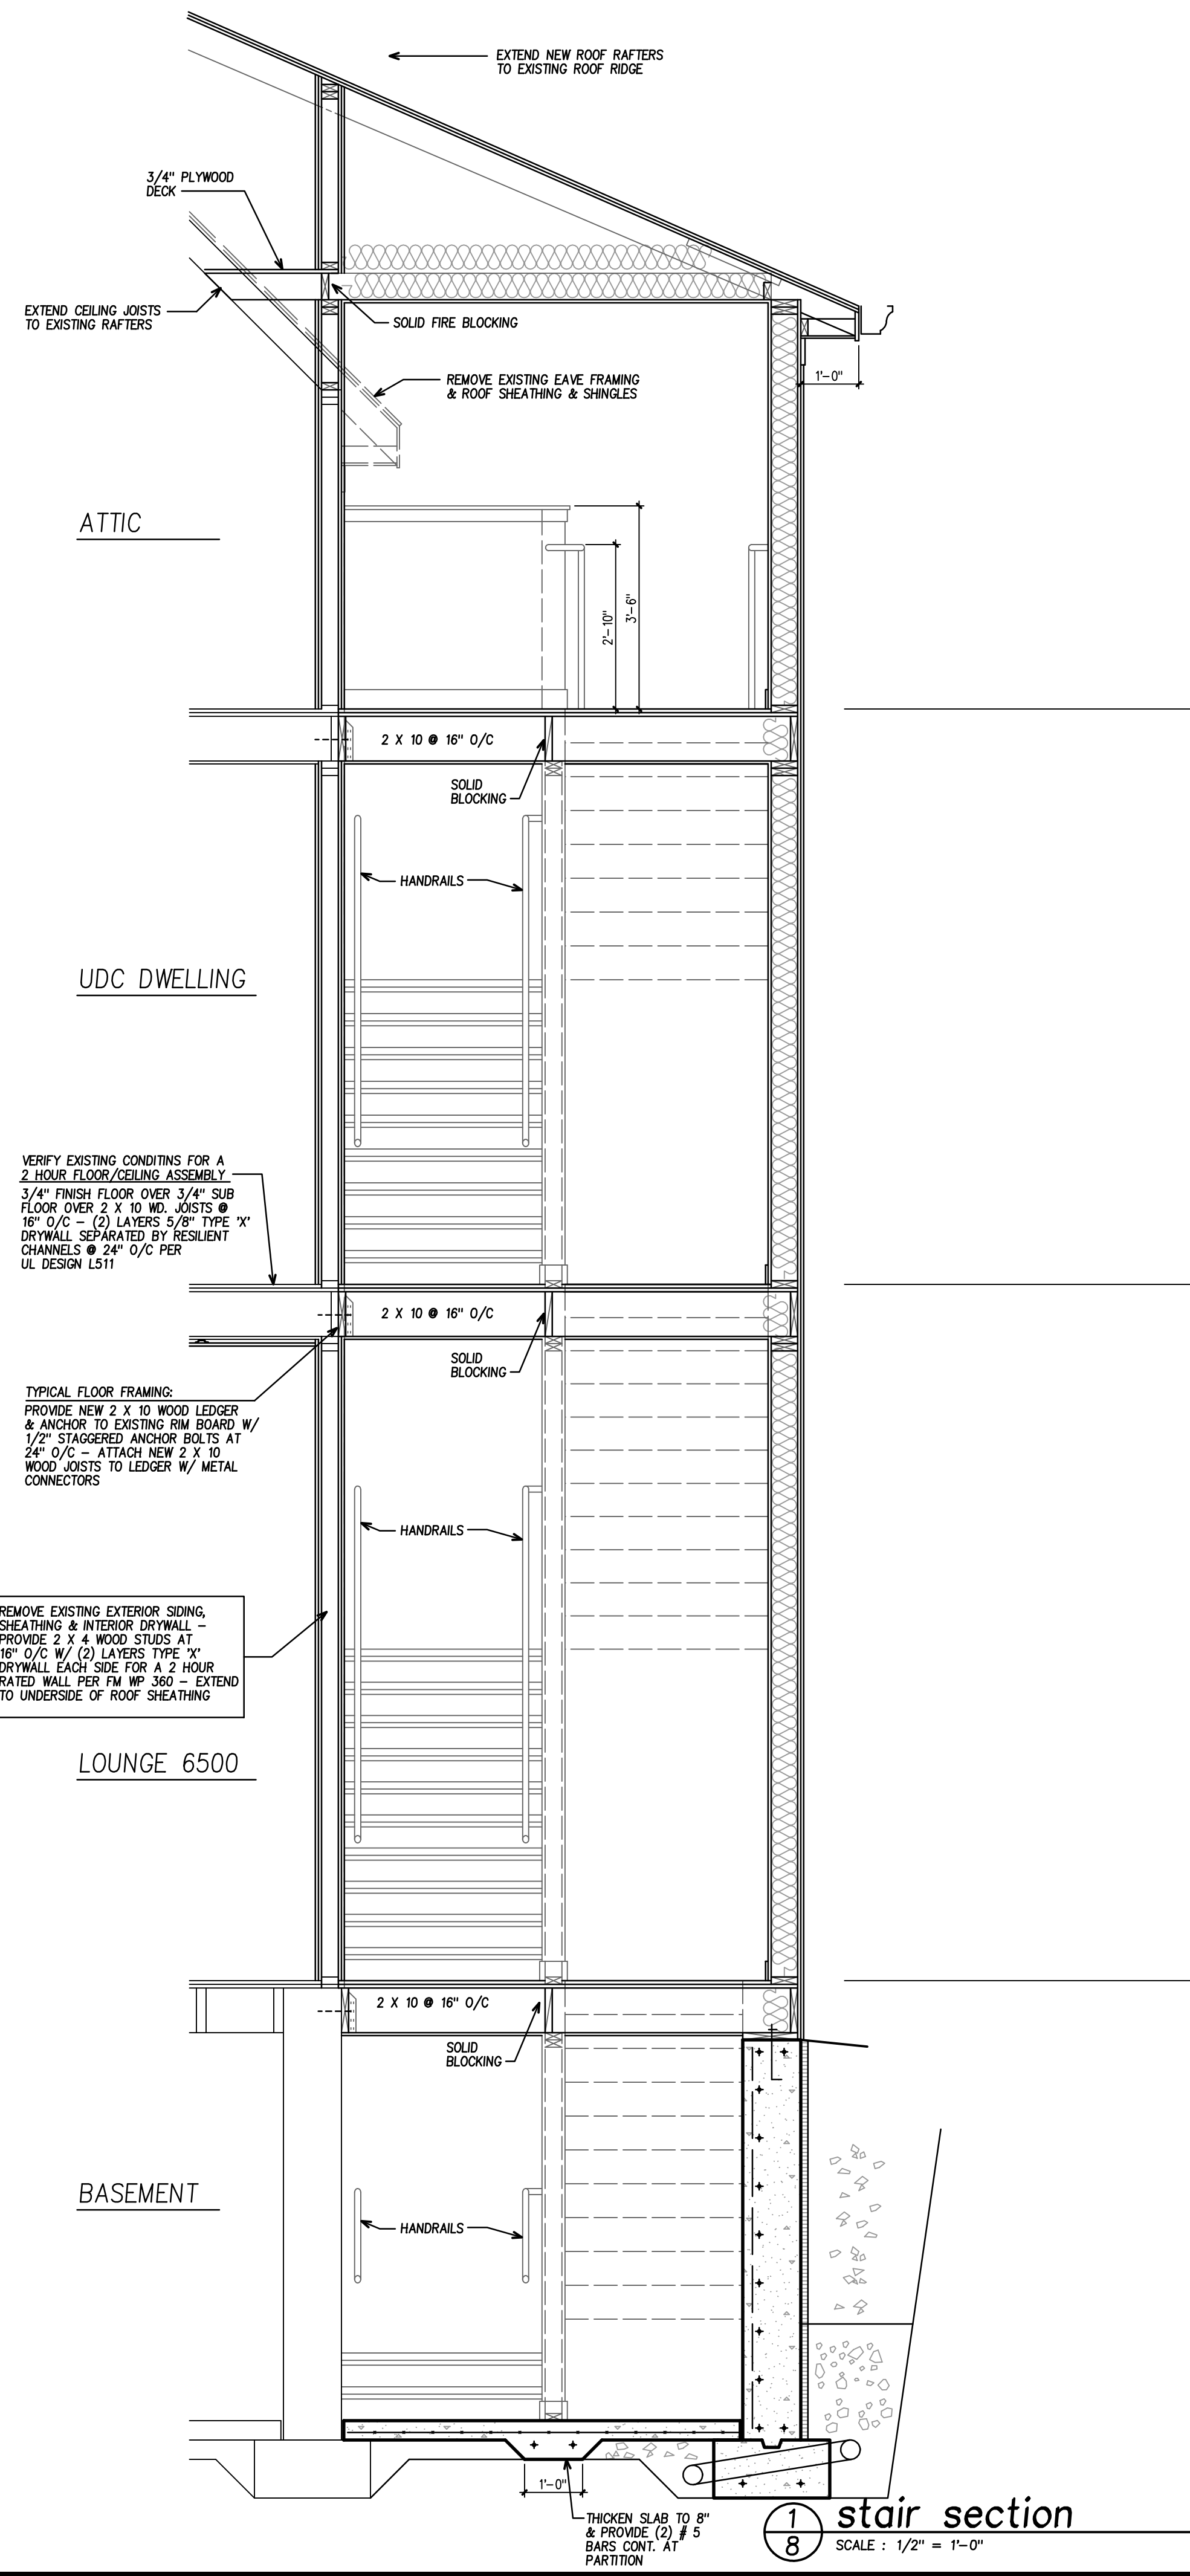 EXTEND NEW ROOF RAFTERS
TO EXISTING ROOF RIDGE
3/4" PLYWOOD
DECK
EXTEND CEILING JOISTS
TO EXISTING RAFTERS
SOLID FIRE BLOCKING
REMOVE EXISTING EAVE FRAMING
& ROOF SHEATHING & SHINGLES
1'-0"
ATTIC
2'-10"
3'-6"
2 X 10 @ 16" O/C
SOLID
BLOCKING
HANDRAILS
UDC DWELLING
VERIFY EXISTING CONDITINS FOR A
2 HOUR FLOOR/CEILING ASSEMBLY
3/4" FINISH FLOOR OVER 3/4" SUB
FLOOR OVER 2 X 10 WD. JOISTS @
16" O/C - (2) LAYERS 5/8" TYPE 'X'
DRYWALL SEPARATED BY RESILIENT
CHANNELS @ 24" O/C PER
UL DESIGN L511
2 X 10 @ 16" O/C
SOLID
BLOCKING
TYPICAL FLOOR FRAMING:
PROVIDE NEW 2 X 10 WOOD LEDGER
& ANCHOR TO EXISTING RIM BOARD W/
1/2" STAGGERED ANCHOR BOLTS AT
24" O/C - ATTACH NEW 2 X 10
WOOD JOISTS TO LEDGER W/ METAL
CONNECTORS
HANDRAILS
REMOVE EXISTING EXTERIOR SIDING,
SHEATHING & INTERIOR DRYWALL -
PROVIDE 2 X 4 WOOD STUDS AT
16" O/C W/ (2) LAYERS TYPE 'X'
DRYWALL EACH SIDE FOR A 2 HOUR
RATED WALL PER FM WP 360 - EXTEND
TO UNDERSIDE OF ROOF SHEATHING
LOUNGE 6500
2 X 10 @ 16" O/C
SOLID
BLOCKING
BASEMENT
HANDRAILS
1'-0"
THICKEN SLAB TO 8"
& PROVIDE (2) # 5
BARS CONT. AT
PARTITION
1
8
stair section
SCALE : 1/2" = 1'-0"